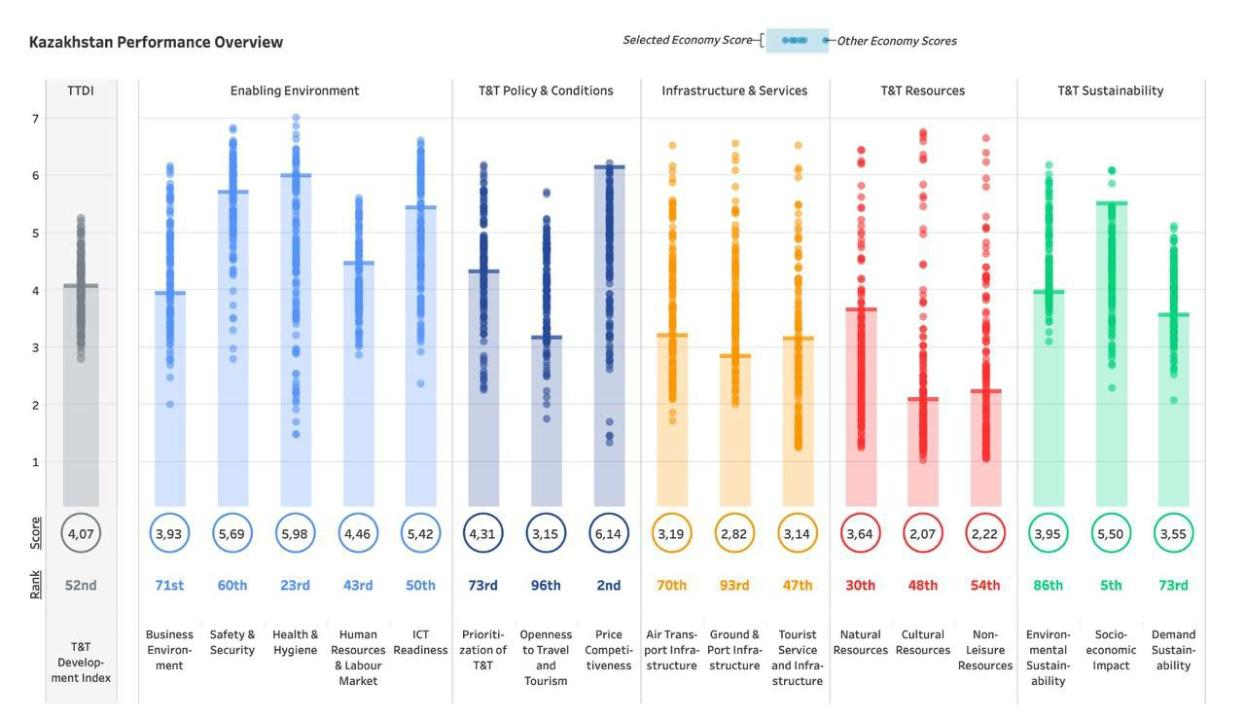 Kazakhstan Performance Overview
Selected Economy Score
Other Economy Scores
TTDI
Enabling Environment
T&T Policy & Conditions
Infrastructure & Services
T&T Resources
T&T Sustainability
7
6
5
4
3
2
1
Score
4,07
3,93
5,69
5,98
4,46
5,42
4,31
3,15
6,14
3,19
2,82
3,14
3,64
2,07
2,22
3,95
5,50
3,55
Rank
52nd
71st
60th
23rd
43rd
50th
73rd
96th
2nd
70th
93rd
47th
30th
48th
54th
86th
5th
73rd
T&T
Develop-
ment Index
Business
Environ-
ment
Safety &
Security
Health &
Hygiene
Human
Resources
& Labour
Market
ICT
Readiness
Prioriti-
zation of
T&T
Openness
to Travel
and
Tourism
Price
Competi-
tiveness
Air Trans-
port Infra-
structure
Ground &
Port Infra-
structure
Tourist
Service
and Infra-
structure
Natural
Resources
Cultural
Resources
Non-
Leisure
Resources
Environ-
mental
Sustain-
ability
Socio-
economic
Impact
Demand
Sustain-
ability